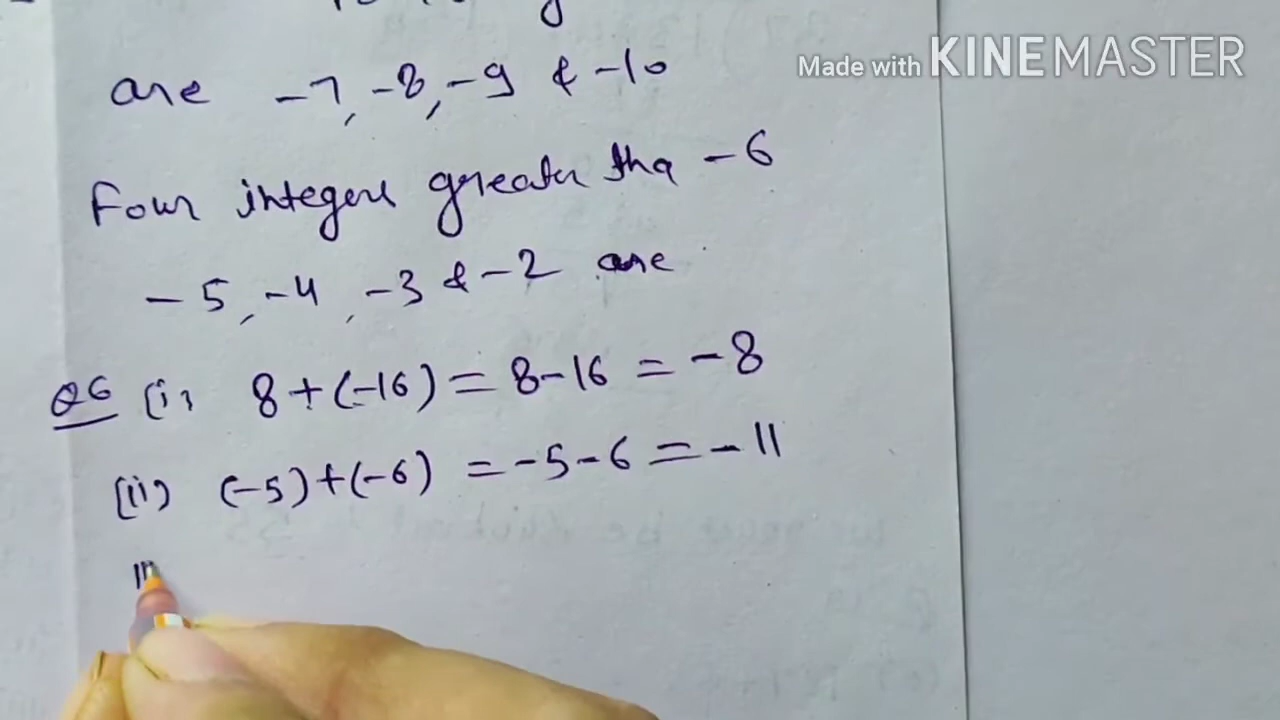 Made with KINEMASTER
are -7, -8, -9 & -10
Four integers greater tha -6
-5, -4, -3 & -2 are
Q6 (i) 8+(-16) = 8-16 = -8
(ii) (-5)+(-6) = -5-6 = -11